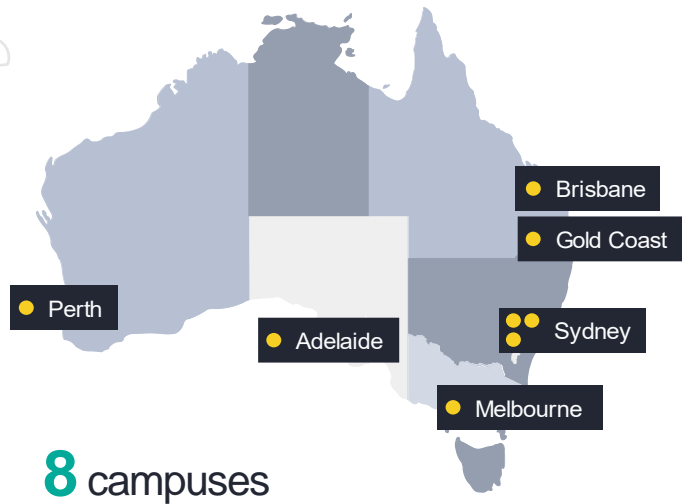 Brisbane
Gold Coast
Perth
Sydney
Adelaide
Melbourne
8 campuses